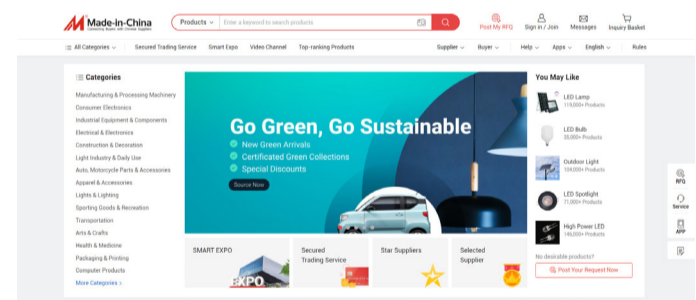 Made-in-China
Connecting Buyers with Chinese Suppliers
Products
Enter a keyword to search products
Post My RFQ
Sign in / Join
Messages
Inquiry Basket
All Categories
Secured Trading Service
Smart Expo
Video Channel
Top-ranking Products
Supplier
Buyer
Help
Apps
English
Rules
Categories
Manufacturing & Processing Machinery
Consumer Electronics
Industrial Equipment & Components
Electrical & Electronics
Construction & Decoration
Light Industry & Daily Use
Auto, Motorcycle Parts & Accessories
Apparel & Accessories
Lights & Lighting
Sporting Goods & Recreation
Transportation
Arts & Crafts
Health & Medicine
Packaging & Printing
Computer Products
More Categories >
Go Green, Go Sustainable
New Green Arrivals
Certificated Green Collections
Special Discounts
Source Now
SMART EXPO
EXPO
Secured
Trading Service
Star Suppliers
Selected
Supplier
You May Like
LED Lamp
119,000+ Products
LED Bulb
35,000+ Products
Outdoor Light
104,000+ Products
LED Spotlight
71,000+ Products
High Power LED
146,000+ Products
No desirable products?
Post Your Request Now
RFQ
Service
APP